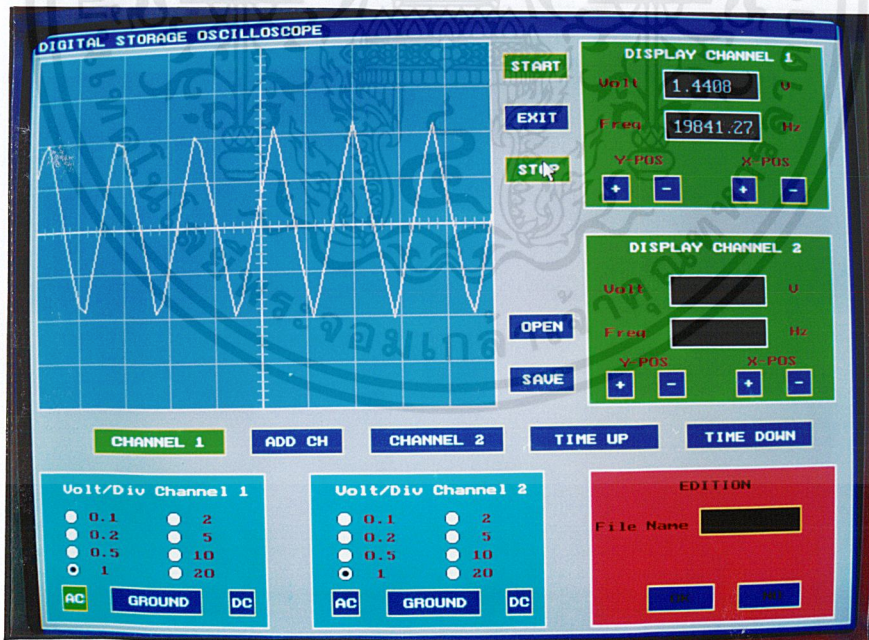 DIGITAL STORAGE OSCILLOSCOPE
START
EXIT
STOP
OPEN
SAVE
DISPLAY CHANNEL 1
Volt 1.4408 V
Freq 19841.27 Hz
Y-POS X-POS
+ - + -
DISPLAY CHANNEL 2
Volt V
Freq Hz
Y-POS X-POS
+ - + -
CHANNEL 1 ADD CH CHANNEL 2 TIME UP TIME DOWN
Volt/Div Channel 1
0.1 2
0.2 5
0.5 10
1 20
AC GROUND DC
Volt/Div Channel 2
0.1 2
0.2 5
0.5 10
1 20
AC GROUND DC
EDITION
File Name